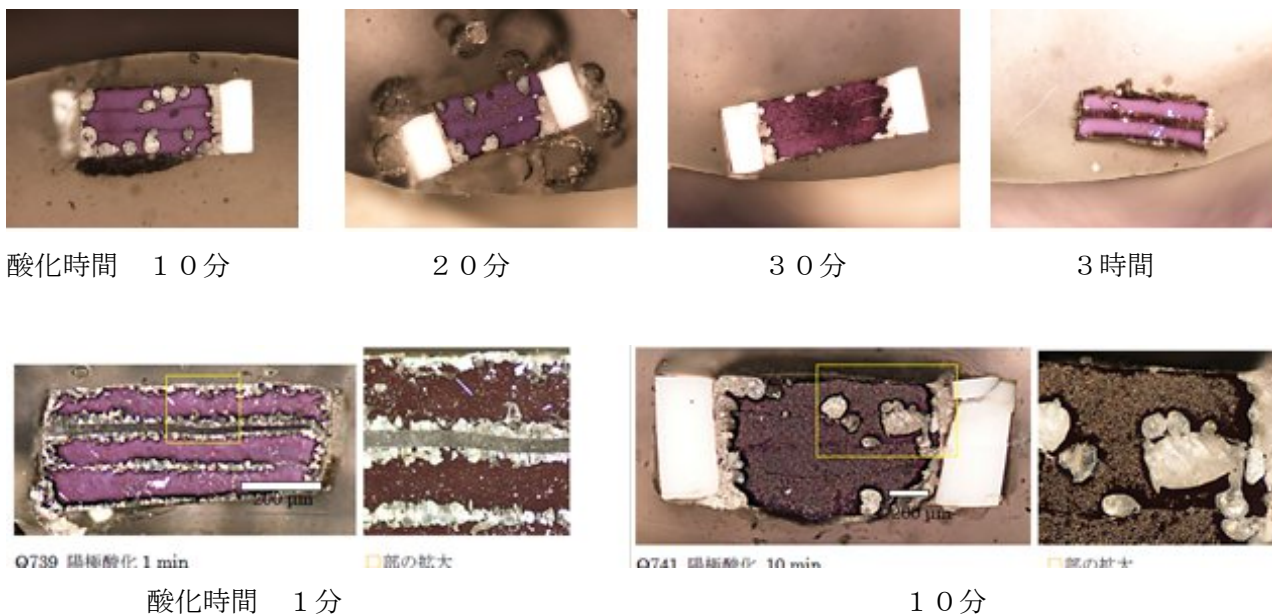 酸化時間 １０分
２０分
３０分
３時間
200 µm
200 µm
Q739 陽極酸化 1 min
□部の拡大
Q741 陽極酸化 10 min
□部の拡大
酸化時間 １分
１０分